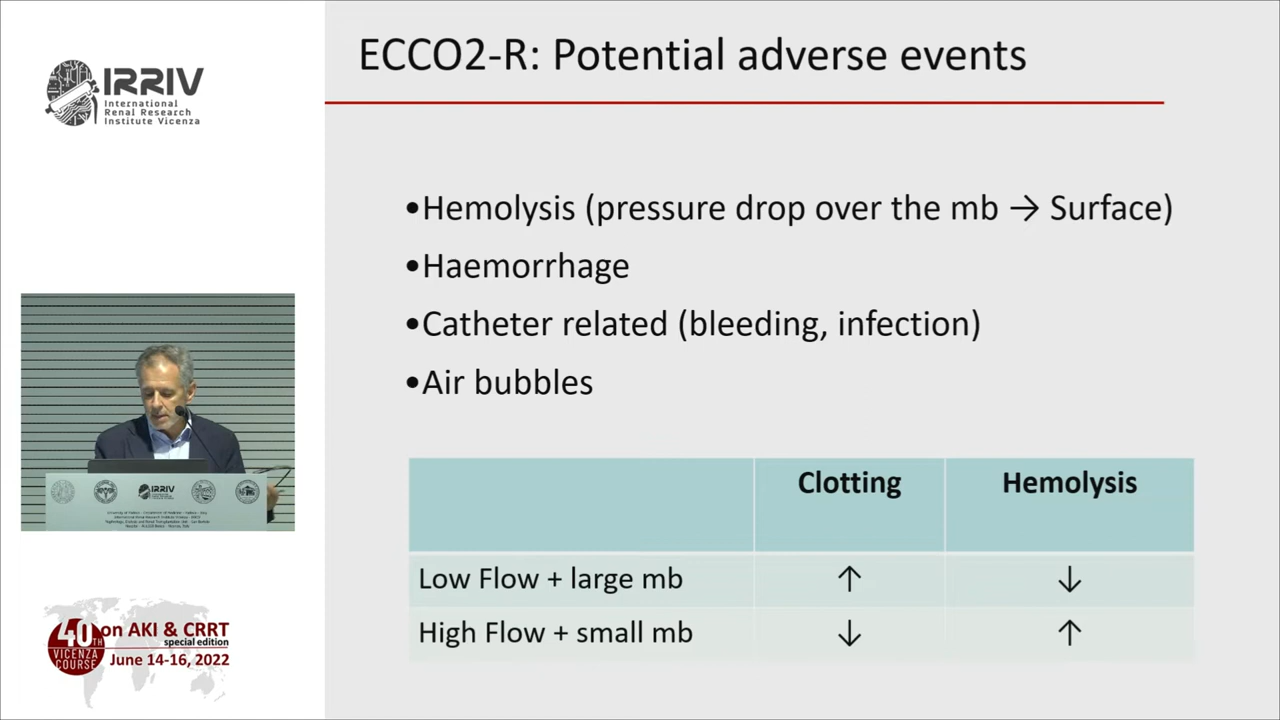 IRRIV
International
Renal Research
Institute Vicenza
ECCO2-R: Potential adverse events
•Hemolysis (pressure drop over the mb → Surface)
•Haemorrhage
•Catheter related (bleeding, infection)
•Air bubbles
Clotting Hemolysis
Low Flow + large mb ↑ ↓
High Flow + small mb ↓ ↑
IRRIV
40TH on AKI & CRRT
special edition
VICENZA
COURSE
June 14-16, 2022